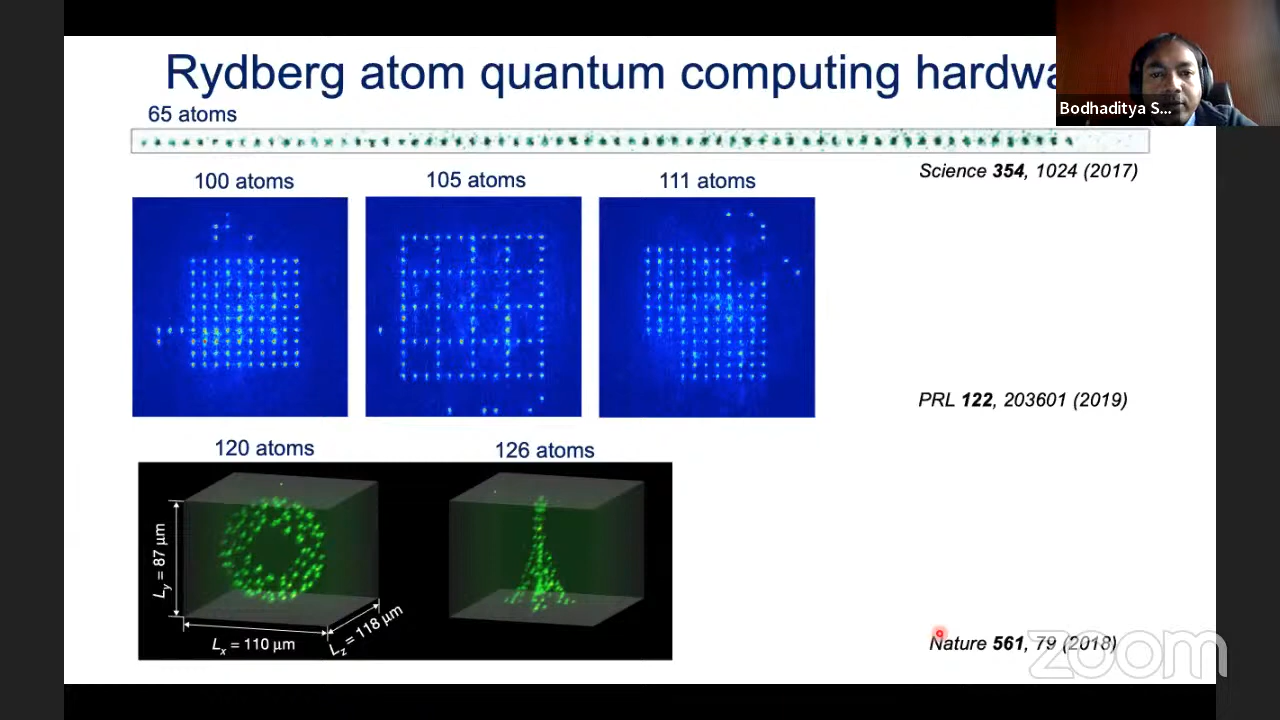 Rydberg atom quantum computing hardwa
Bodhaditya S...
65 atoms
Science 354, 1024 (2017)
100 atoms
105 atoms
111 atoms
PRL 122, 203601 (2019)
120 atoms
126 atoms
Ly = 87 μm
Lx = 110 μm
Lz = 118 μm
Nature 561, 79 (2018)
zoom